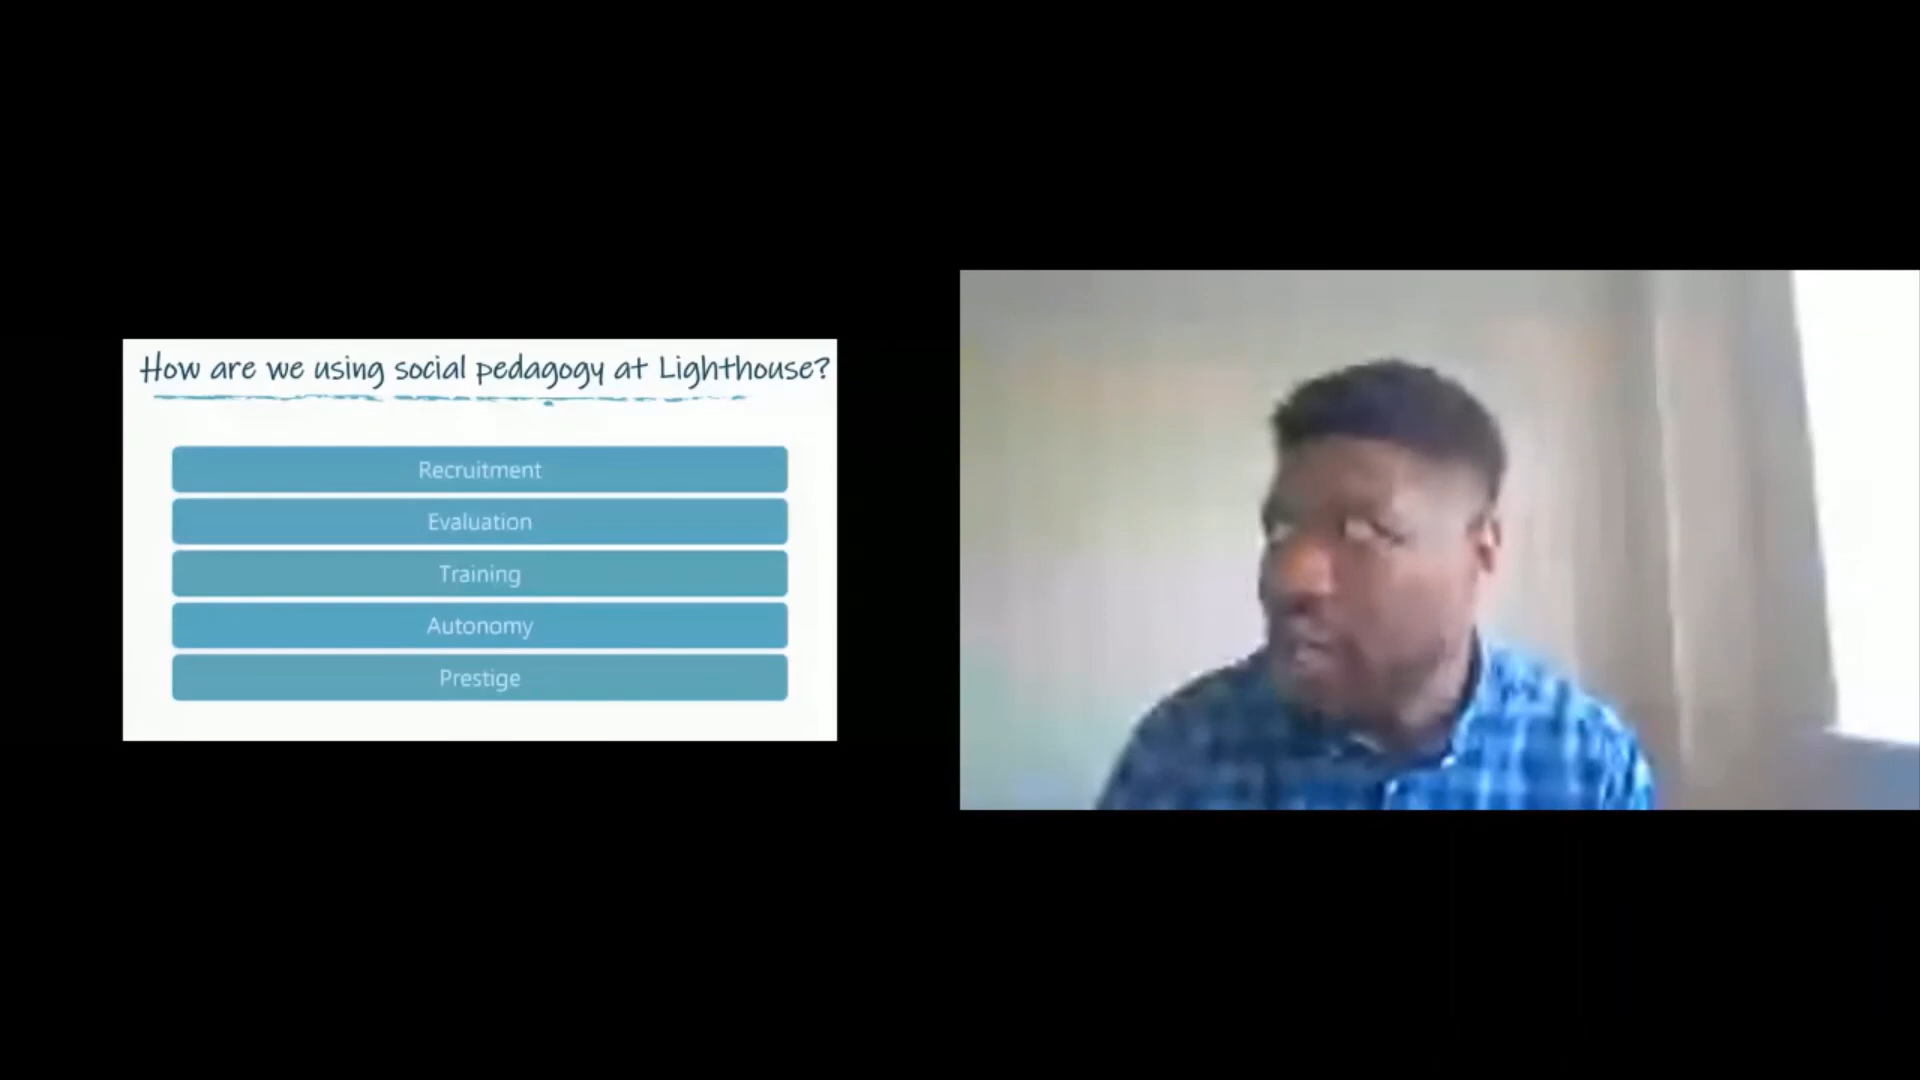 How are we using social pedagogy at Lighthouse?
Recruitment
Evaluation
Training
Autonomy
Prestige